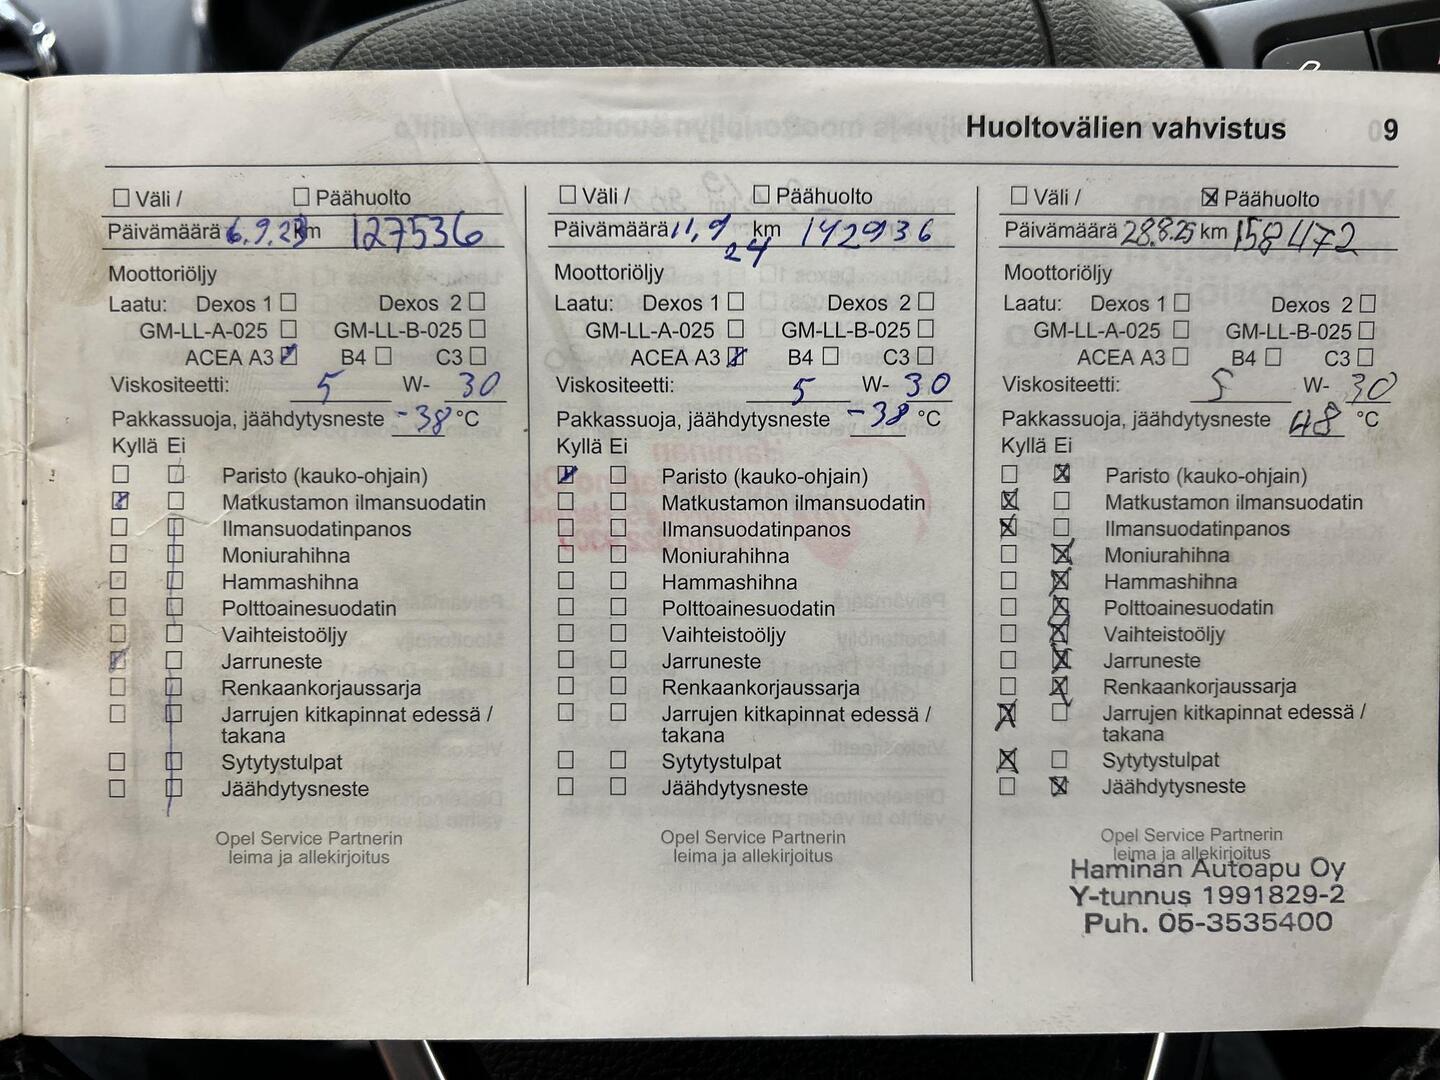 Huoltovälien vahvistus 9
☐ Väli / ☐ Päähuolto
Päivämäärä 6.9.23 km 127536
Moottoriöljy
Laatu: Dexos 1 ☐ Dexos 2 ☐
GM-LL-A-025 ☐ GM-LL-B-025 ☐
ACEA A3 ☑ B4 ☐ C3 ☐
Viskositeetti: 5 W- 30
Pakkassuoja, jäähdytysneste -38 °C
Kyllä Ei
☐ ☐ Paristo (kauko-ohjain)
☑ ☐ Matkustamon ilmansuodatin
☐ ☐ Ilmansuodatinpanos
☐ ☐ Moniurahihna
☐ ☐ Hammashihna
☐ ☐ Polttoainesuodatin
☐ ☐ Vaihteistoöljy
☑ ☐ Jarruneste
☐ ☐ Renkaankorjaussarja
☐ ☐ Jarrujen kitkapinnat edessä /
takana
☐ ☐ Sytytystulpat
☐ ☐ Jäähdytysneste
Opel Service Partnerin
leima ja allekirjoitus
☐ Väli / ☐ Päähuolto
Päivämäärä 11,9 km 142936
24
Moottoriöljy
Laatu: Dexos 1 ☐ Dexos 2 ☐
GM-LL-A-025 ☐ GM-LL-B-025 ☐
ACEA A3 ☑ B4 ☐ C3 ☐
Viskositeetti: 5 W- 30
Pakkassuoja, jäähdytysneste -38 °C
Kyllä Ei
☑ ☐ Paristo (kauko-ohjain)
☐ ☐ Matkustamon ilmansuodatin
☐ ☐ Ilmansuodatinpanos
☐ ☐ Moniurahihna
☐ ☐ Hammashihna
☐ ☐ Polttoainesuodatin
☐ ☐ Vaihteistoöljy
☐ ☐ Jarruneste
☐ ☐ Renkaankorjaussarja
☐ ☐ Jarrujen kitkapinnat edessä /
takana
☐ ☐ Sytytystulpat
☐ ☐ Jäähdytysneste
Opel Service Partnerin
leima ja allekirjoitus
☐ Väli / ☒ Päähuolto
Päivämäärä 28.8.25 km 158472
Moottoriöljy
Laatu: Dexos 1 ☐ Dexos 2 ☐
GM-LL-A-025 ☐ GM-LL-B-025 ☐
ACEA A3 ☐ B4 ☐ C3 ☐
Viskositeetti: 5 W- 30
Pakkassuoja, jäähdytysneste 48 °C
Kyllä Ei
☐ ☒ Paristo (kauko-ohjain)
☒ ☐ Matkustamon ilmansuodatin
☒ ☐ Ilmansuodatinpanos
☐ ☒ Moniurahihna
☐ ☒ Hammashihna
☐ ☒ Polttoainesuodatin
☐ ☒ Vaihteistoöljy
☐ ☒ Jarruneste
☐ ☒ Renkaankorjaussarja
☒ ☐ Jarrujen kitkapinnat edessä /
takana
☒ ☐ Sytytystulpat
☐ ☒ Jäähdytysneste
Opel Service Partnerin
leima ja allekirjoitus
Haminan Autoapu Oy
Y-tunnus 1991829-2
Puh. 05-3535400